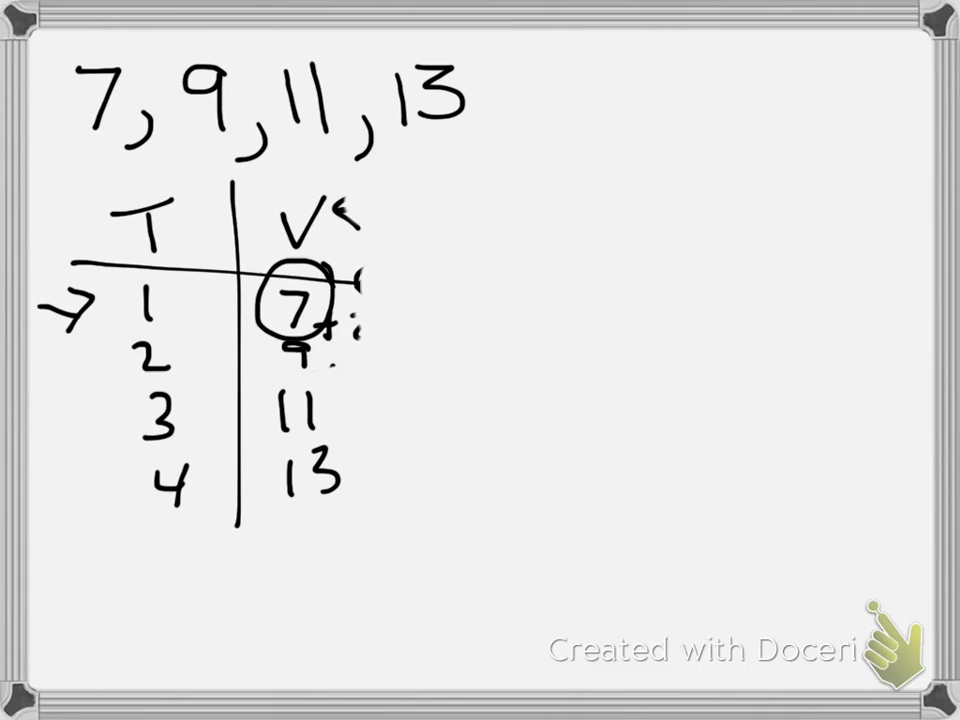 7, 9, 11, 13
T V
1 7
2 9
3 11
4 13
Created with Doceri